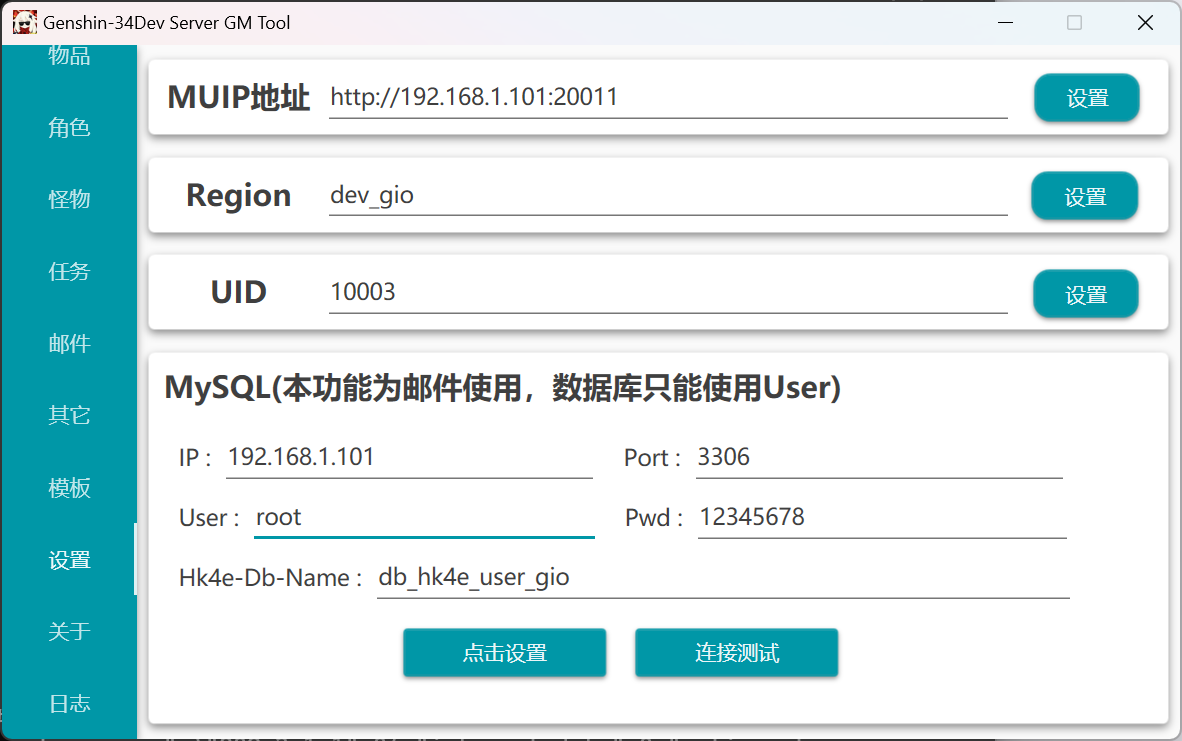 Genshin-34Dev Server GM Tool
物品
角色
怪物
任务
邮件
其它
模板
设置
关于
日志
MUIP地址 http://192.168.1.101:20011 设置
Region dev_gio 设置
UID 10003 设置
MySQL(本功能为邮件使用，数据库只能使用User)
IP : 192.168.1.101 Port : 3306
User : root Pwd : 12345678
Hk4e-Db-Name : db_hk4e_user_gio
点击设置 连接测试